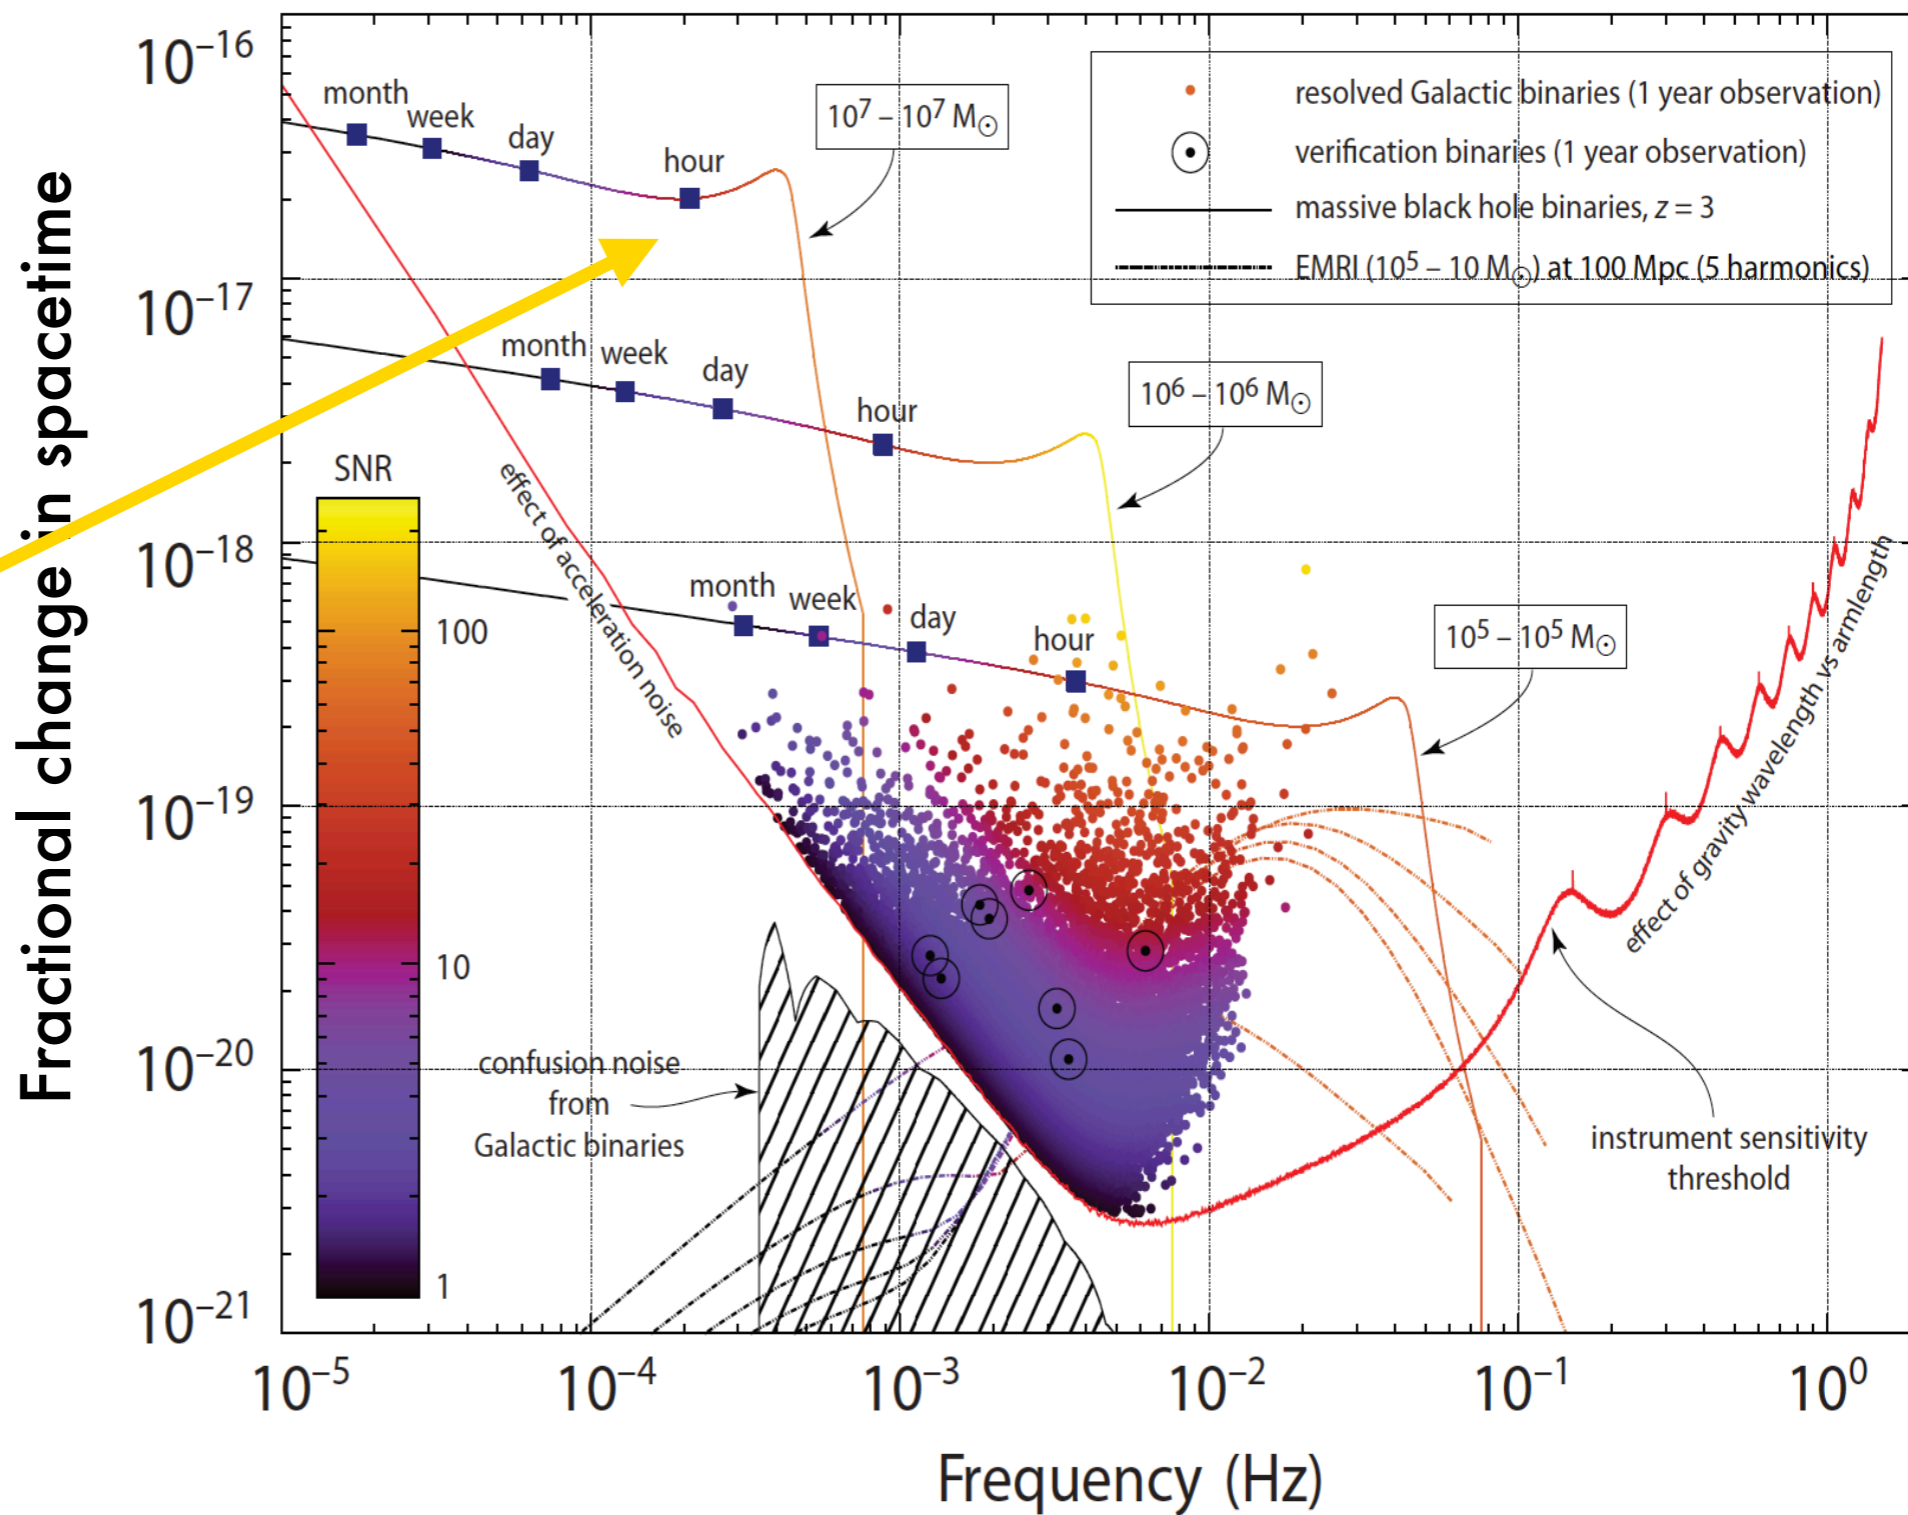 Fractional change in spacetime
10⁻¹⁶
10⁻¹⁷
10⁻¹⁸
10⁻¹⁹
10⁻²⁰
10⁻²¹
month
week
day
hour
10⁷ – 10⁷ M☉
resolved Galactic binaries (1 year observation)
verification binaries (1 year observation)
massive black hole binaries, z = 3
EMRI (10⁵ – 10 M☉) at 100 Mpc (5 harmonics)
month
week
day
hour
10⁶ – 10⁶ M☉
SNR
100
10
1
effect of acceleration noise
month
week
day
hour
10⁵ – 10⁵ M☉
effect of gravity wavelength vs armlength
confusion noise
from
Galactic binaries
instrument sensitivity
threshold
10⁻⁵
10⁻⁴
10⁻³
10⁻²
10⁻¹
10⁰
Frequency (Hz)